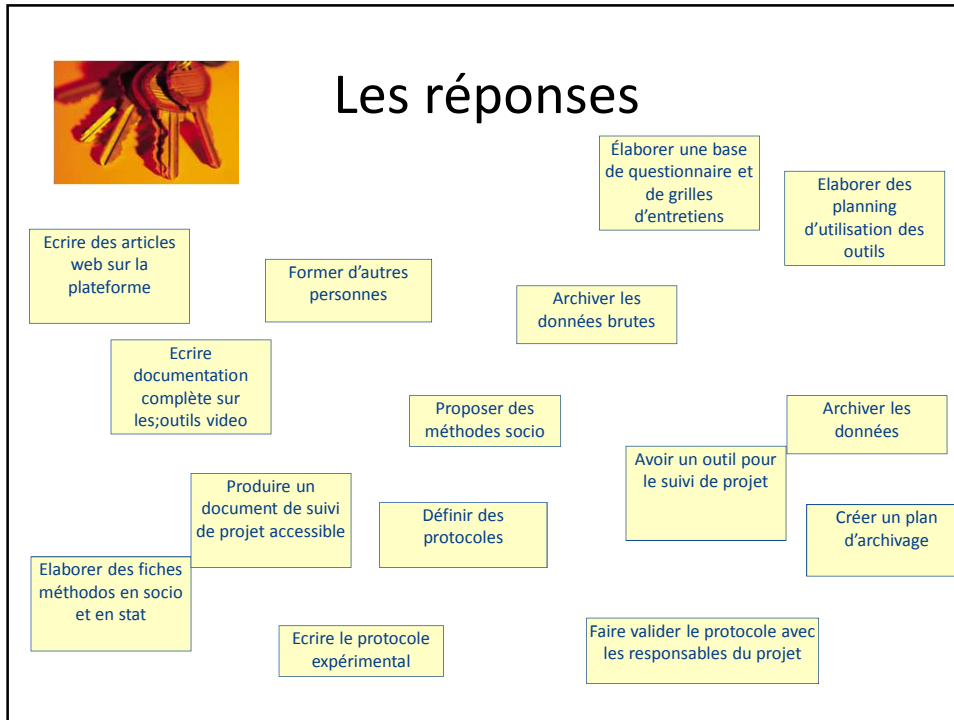 Les réponses
Élaborer une base
de questionnaire et
de grilles
d'entretiens
Elaborer des
planning
d'utilisation des
outils
Ecrire des articles
web sur la
plateforme
Former d'autres
personnes
Archiver les
données brutes
Ecrire
documentation
complète sur
les;outils video
Proposer des
méthodes socio
Archiver les
données
Avoir un outil pour
le suivi de projet
Produire un
document de suivi
de projet accessible
Définir des
protocoles
Créer un plan
d'archivage
Elaborer des fiches
méthodos en socio
et en stat
Ecrire le protocole
expérimental
Faire valider le protocole avec
les responsables du projet